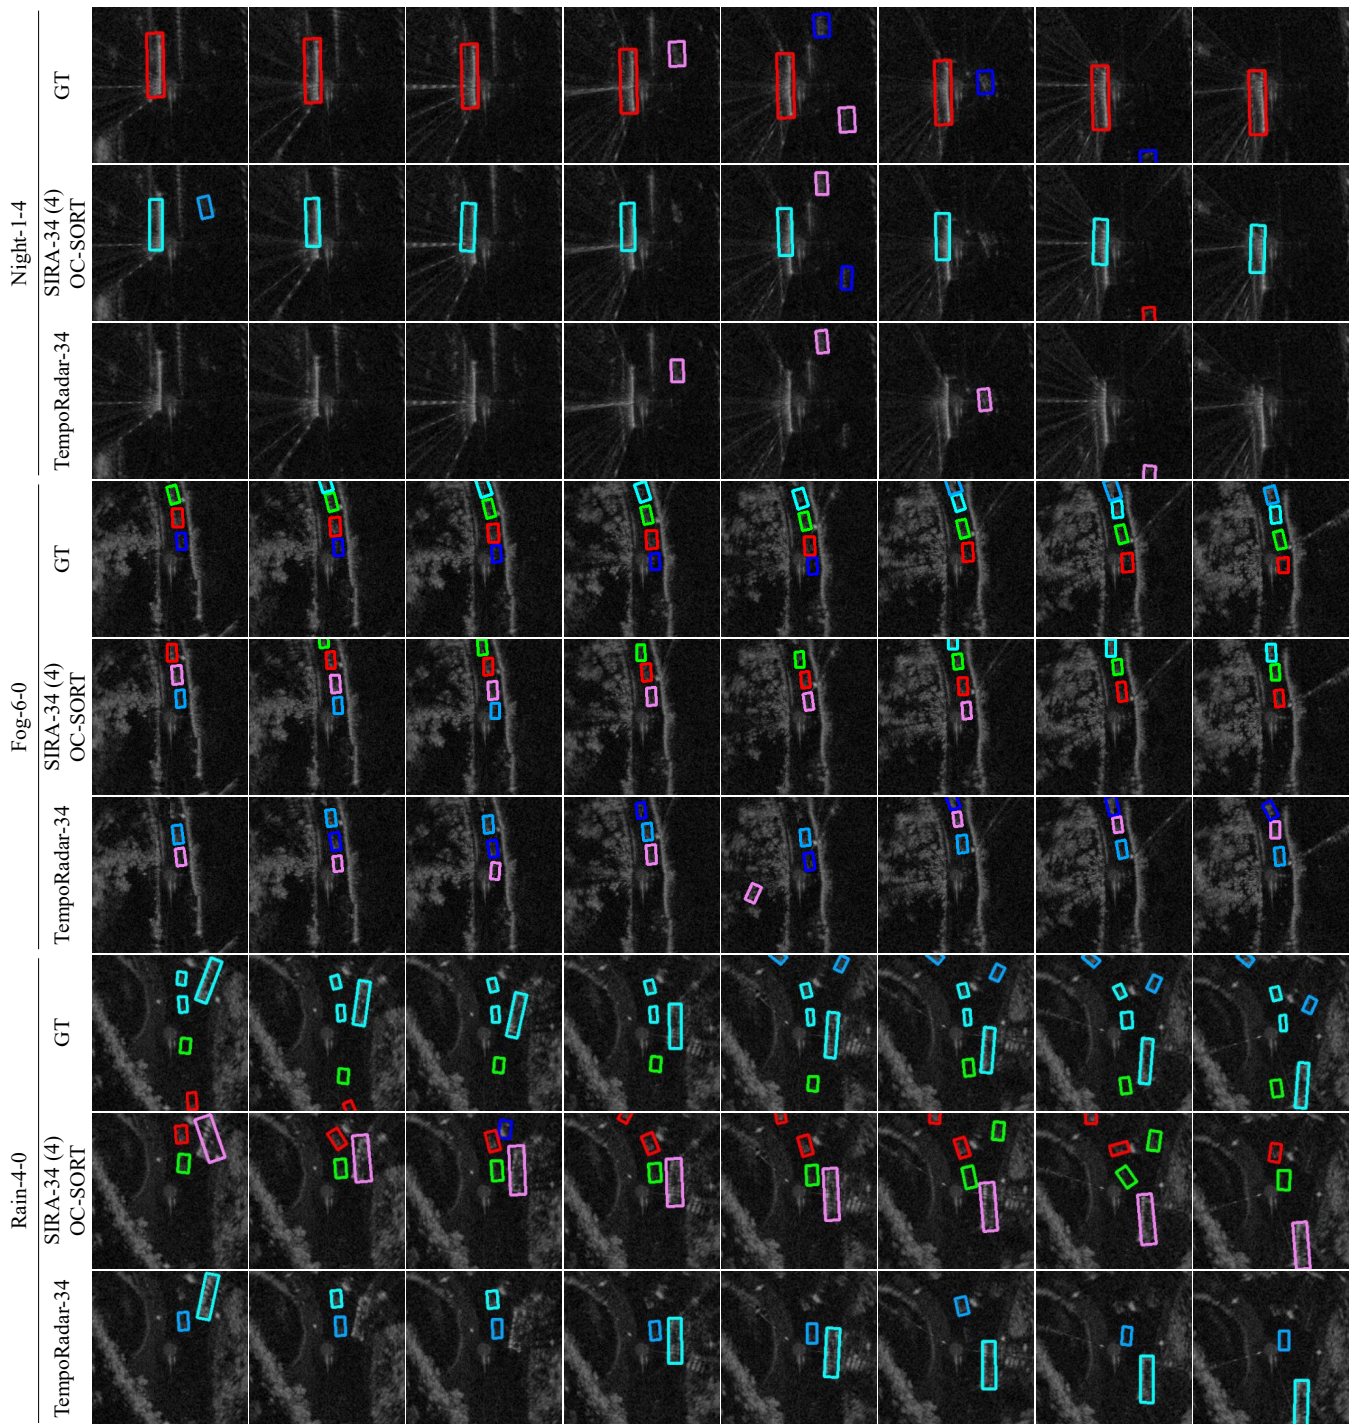 Night-1-4
GT
SIRA-34 (4)
OC-SORT
TempoRadar-34
Fog-6-0
GT
SIRA-34 (4)
OC-SORT
TempoRadar-34
Rain-4-0
GT
SIRA-34 (4)
OC-SORT
TempoRadar-34